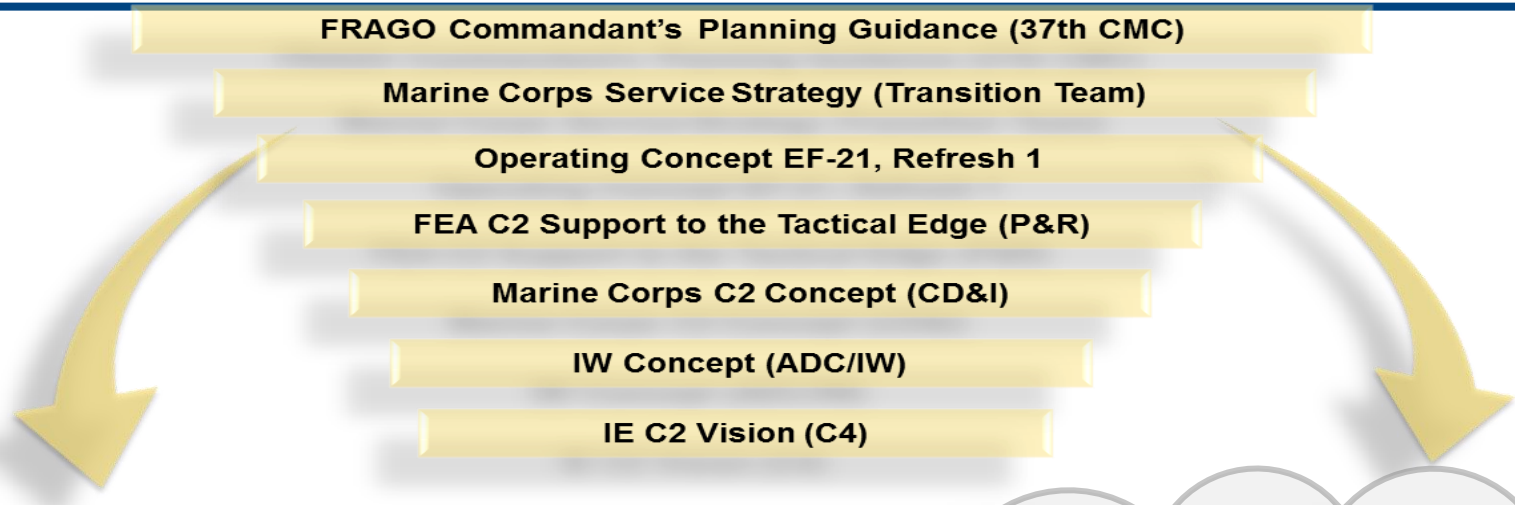 FRAGO Commandant's Planning Guidance (37th CMC)
Marine Corps Service Strategy (Transition Team)
Operating Concept EF-21, Refresh 1
FEA C2 Support to the Tactical Edge (P&R)
Marine Corps C2 Concept (CD&I)
IW Concept (ADC/IW)
IE C2 Vision (C4)